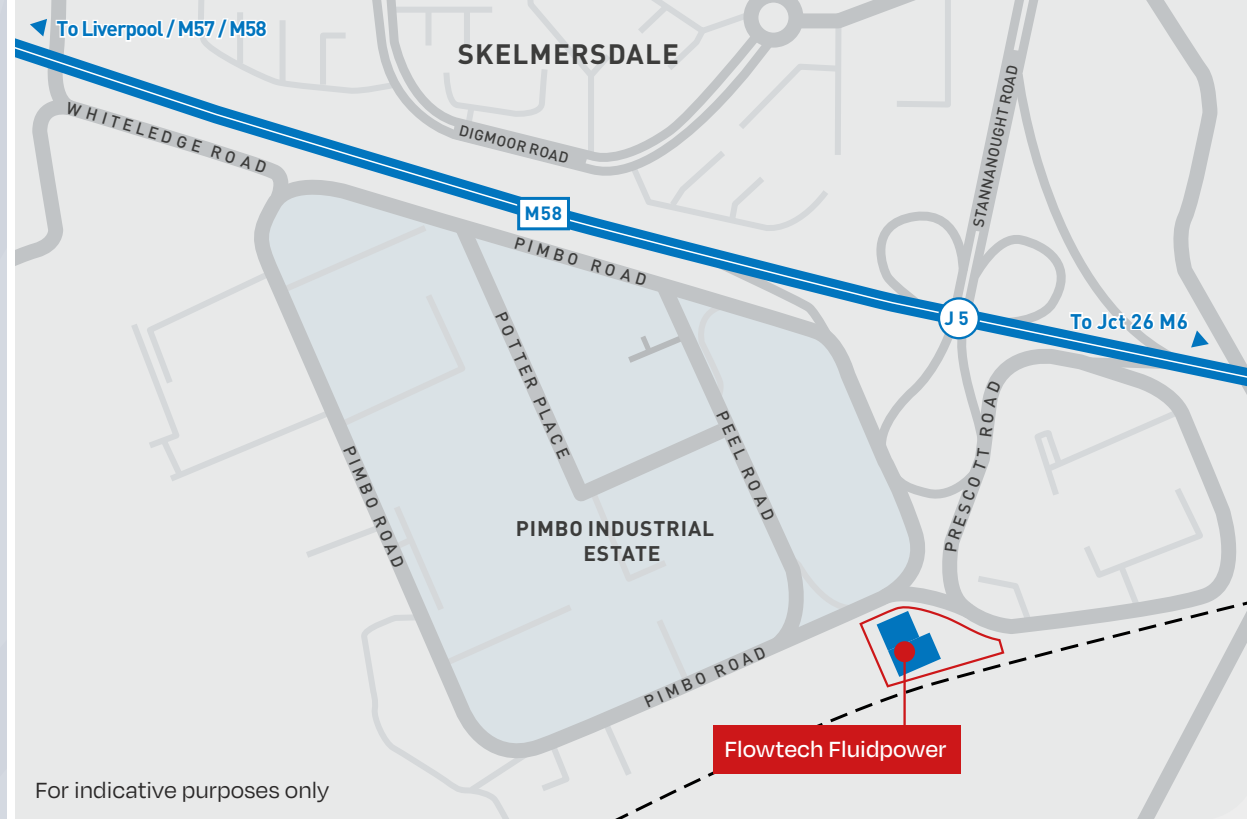 To Liverpool / M57 / M58
SKELMERSDALE
WHITELEDGE ROAD
DIGMOOR ROAD
STANNANOUGHT ROAD
M58
PIMBO ROAD
J 5
To Jct 26 M6
POTTER PLACE
PEEL ROAD
PRESCOTT ROAD
PIMBO ROAD
PIMBO INDUSTRIAL
ESTATE
PIMBO ROAD
Flowtech Fluidpower
For indicative purposes only